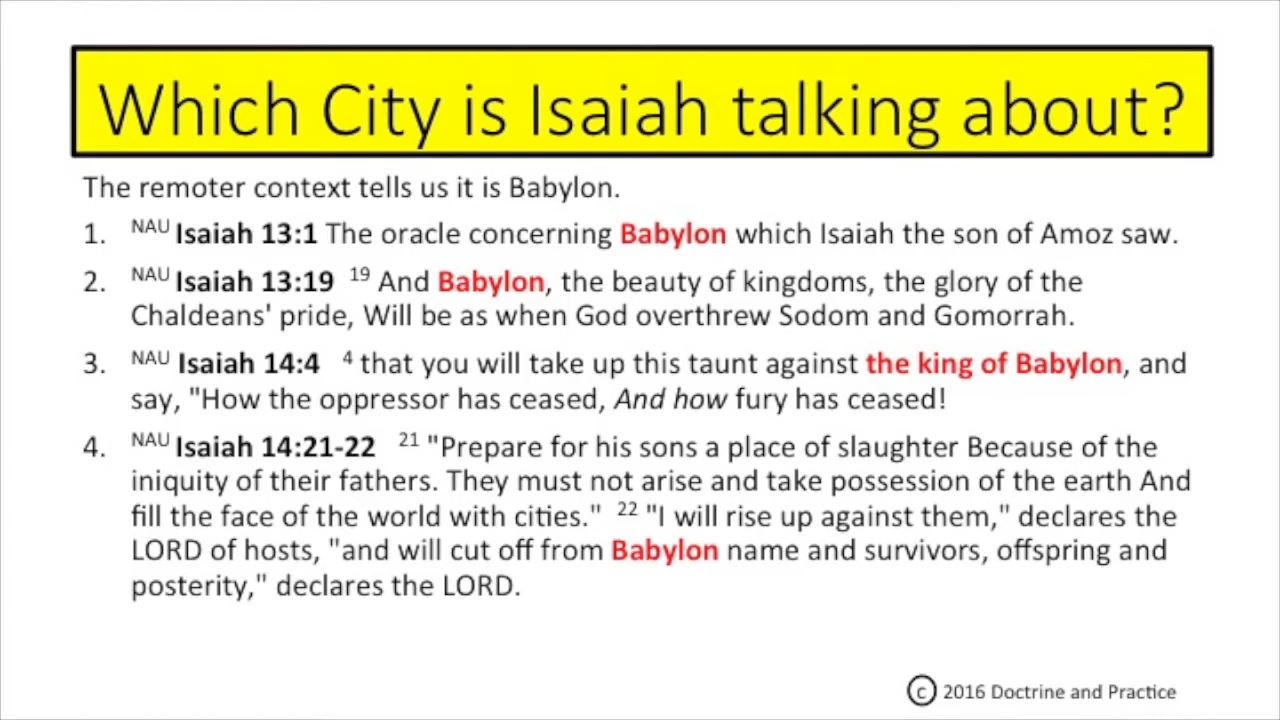 Which City is Isaiah talking about?
The remoter context tells us it is Babylon.
1. NAU Isaiah 13:1 The oracle concerning Babylon which Isaiah the son of Amoz saw.
2. NAU Isaiah 13:19 19 And Babylon, the beauty of kingdoms, the glory of the
Chaldeans' pride, Will be as when God overthrew Sodom and Gomorrah.
3. NAU Isaiah 14:4 4 that you will take up this taunt against the king of Babylon, and
say, "How the oppressor has ceased, And how fury has ceased!
4. NAU Isaiah 14:21-22 21 "Prepare for his sons a place of slaughter Because of the
iniquity of their fathers. They must not arise and take possession of the earth And
fill the face of the world with cities." 22 "I will rise up against them," declares the
LORD of hosts, "and will cut off from Babylon name and survivors, offspring and
posterity," declares the LORD.
© 2016 Doctrine and Practice